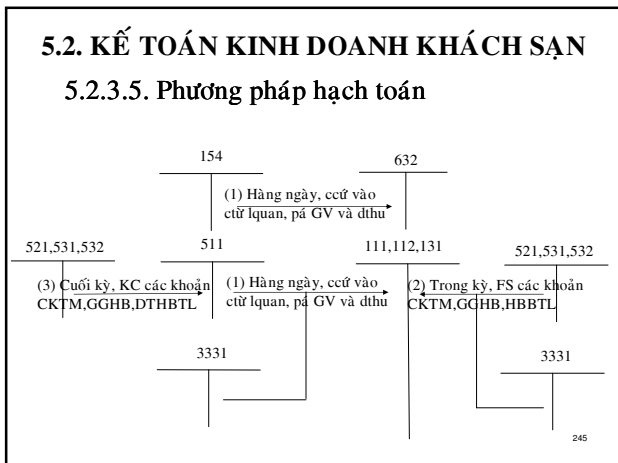 5.2. KẾ TOÁN KINH DOANH KHÁCH SẠN
5.2.3.5. Phương pháp hạch toán
154
632
(1) Hàng ngày, ccứ vào
ctừ lquan, pá GV và dthu
521,531,532
511
111,112,131
521,531,532
(3) Cuối kỳ, KC các khoản
CKTM,GGHB,DTHBTL
(1) Hàng ngày, ccứ vào
ctừ lquan, pá GV và dthu
(2) Trong kỳ, FS các khoản
CKTM,GGHB,HBBTL
3331
3331
245